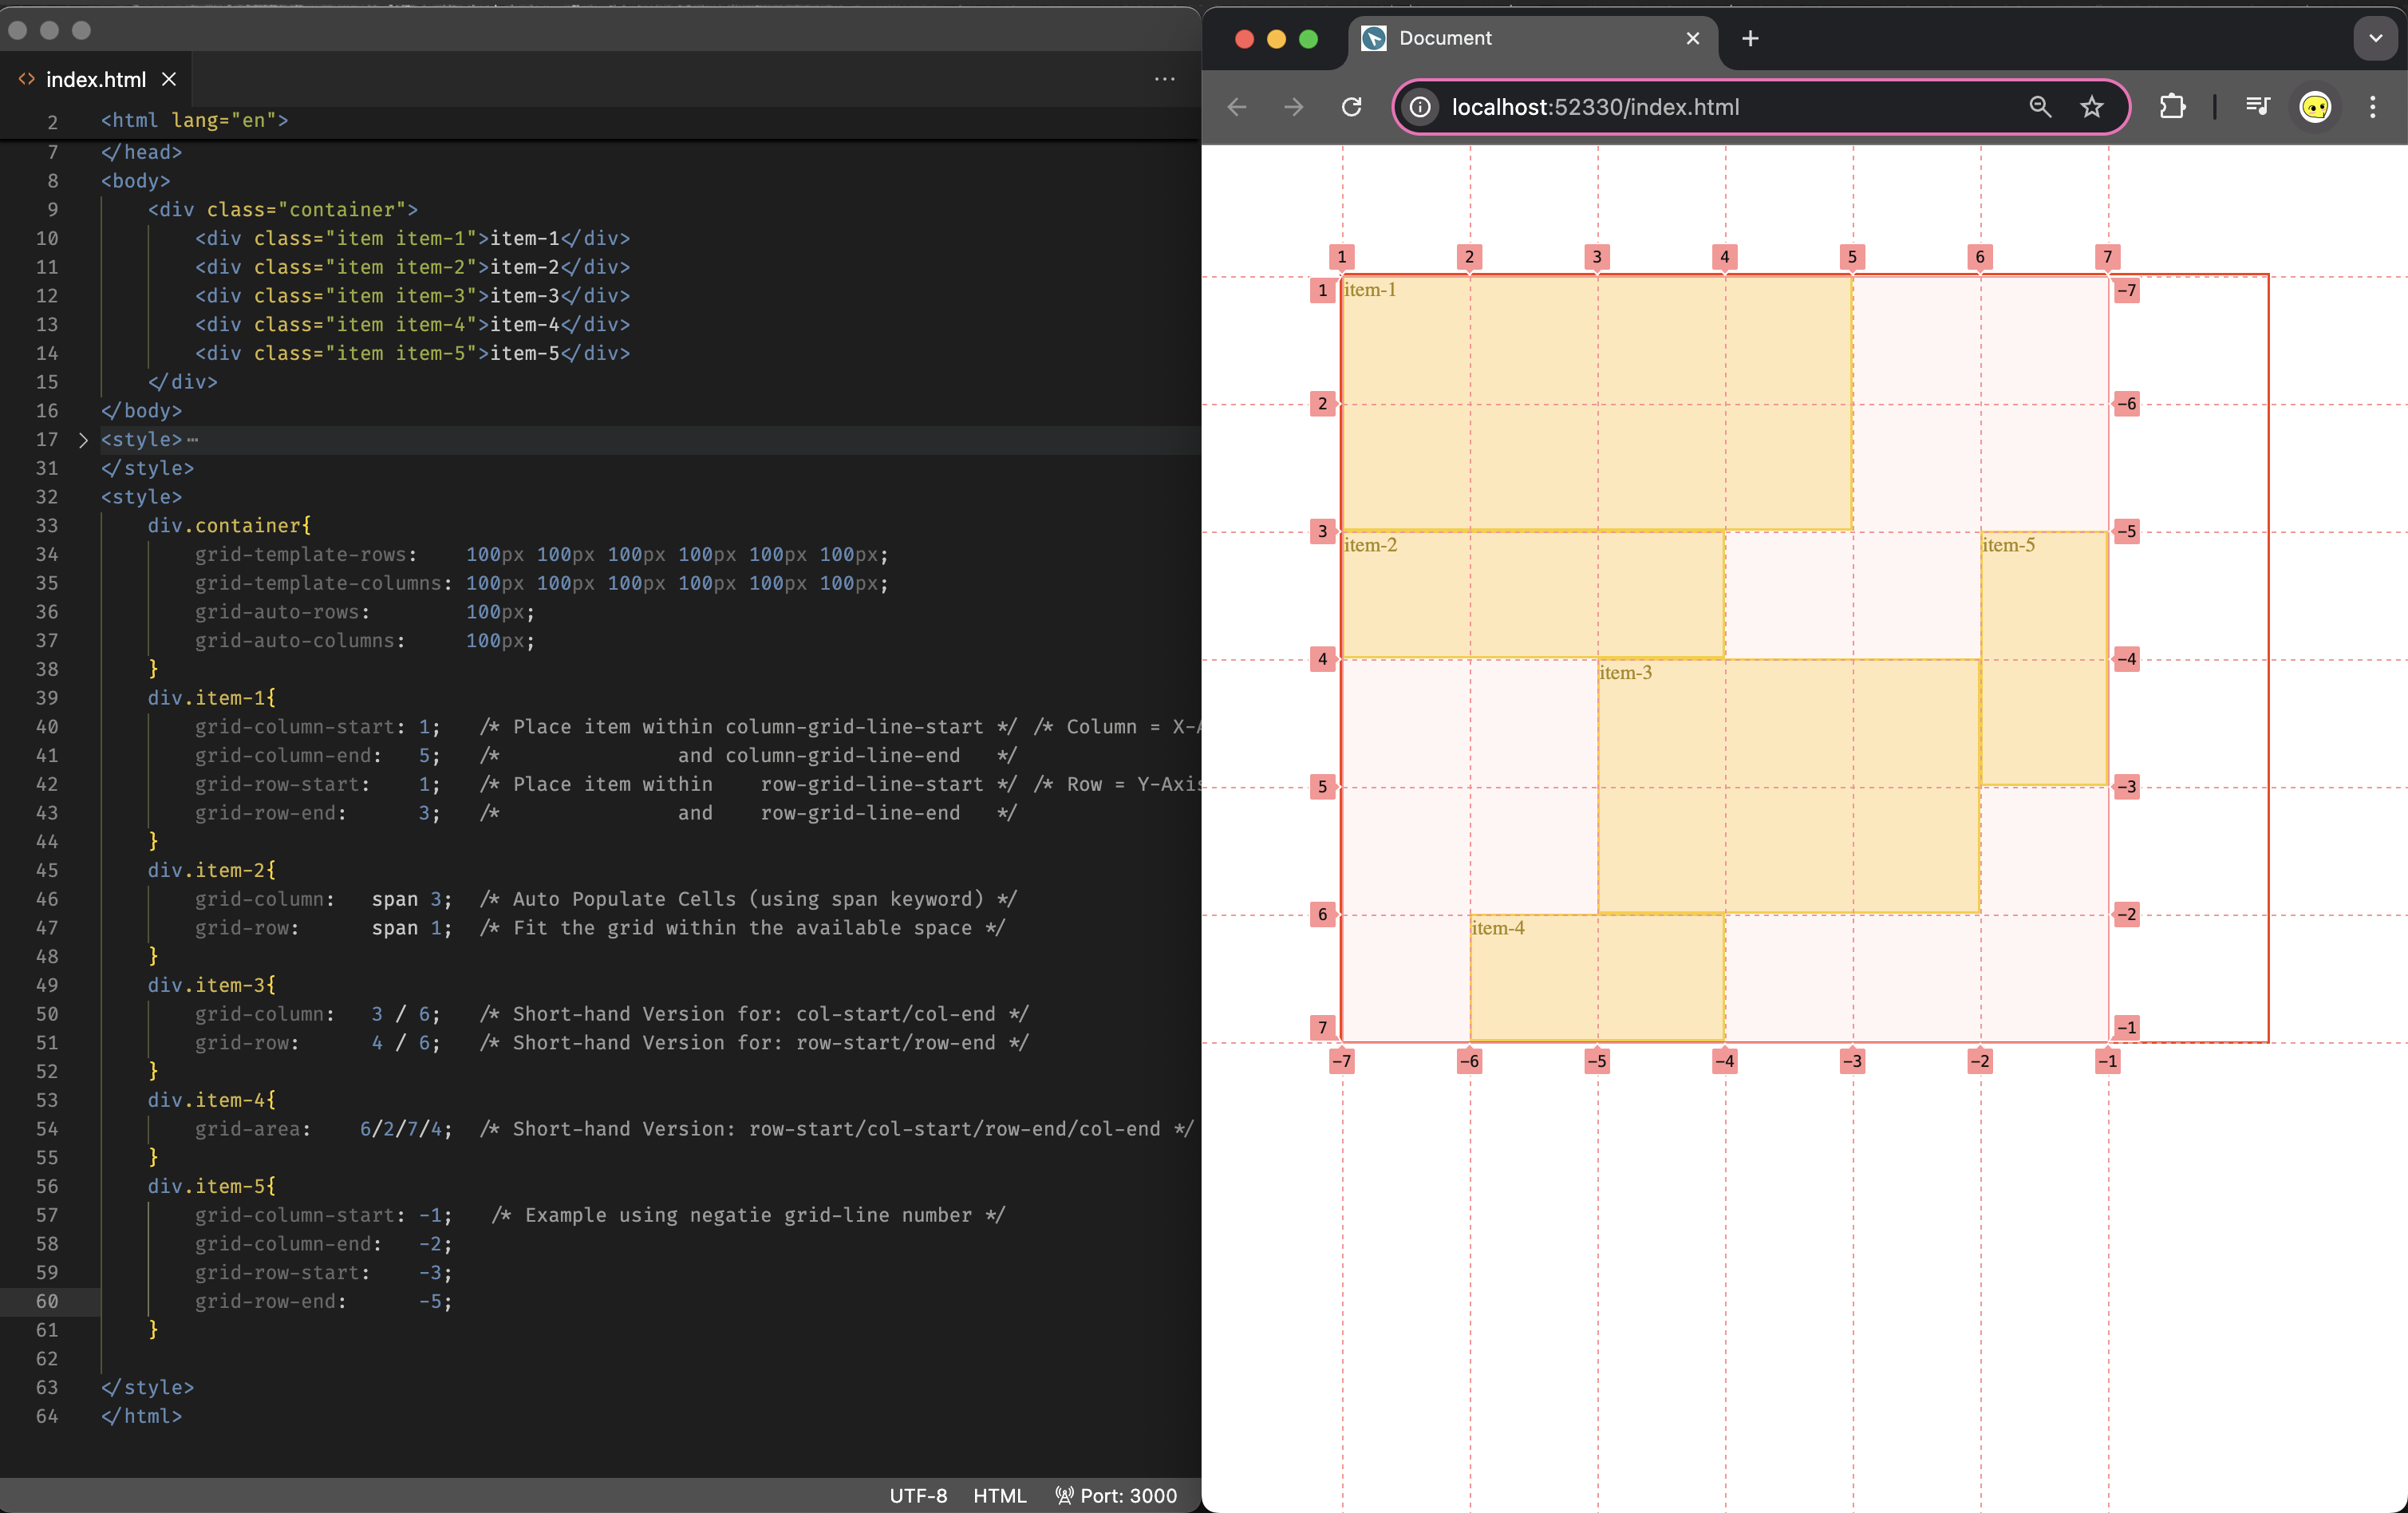 index.html
2 <html lang="en">
7 </head>
8 <body>
9 <div class="container">
10 <div class="item item-1">item-1</div>
11 <div class="item item-2">item-2</div>
12 <div class="item item-3">item-3</div>
13 <div class="item item-4">item-4</div>
14 <div class="item item-5">item-5</div>
15 </div>
16 </body>
17 <style>⋯
31 </style>
32 <style>
33 div.container{
34 grid-template-rows: 100px 100px 100px 100px 100px 100px;
35 grid-template-columns: 100px 100px 100px 100px 100px 100px;
36 grid-auto-rows: 100px;
37 grid-auto-columns: 100px;
38 }
39 div.item-1{
40 grid-column-start: 1; /* Place item within column-grid-line-start */ /* Column = X-
41 grid-column-end: 5; /* and column-grid-line-end */
42 grid-row-start: 1; /* Place item within row-grid-line-start */ /* Row = Y-Axis
43 grid-row-end: 3; /* and row-grid-line-end */
44 }
45 div.item-2{
46 grid-column: span 3; /* Auto Populate Cells (using span keyword) */
47 grid-row: span 1; /* Fit the grid within the available space */
48 }
49 div.item-3{
50 grid-column: 3 / 6; /* Short-hand Version for: col-start/col-end */
51 grid-row: 4 / 6; /* Short-hand Version for: row-start/row-end */
52 }
53 div.item-4{
54 grid-area: 6/2/7/4; /* Short-hand Version: row-start/col-start/row-end/col-end */
55 }
56 div.item-5{
57 grid-column-start: -1; /* Example using negatie grid-line number */
58 grid-column-end: -2;
59 grid-row-start: -3;
60 grid-row-end: -5;
61 }
62
63 </style>
64 </html>
UTF-8 HTML Port: 3000
Document
localhost:52330/index.html
1 2 3 4 5 6 7
1 item-1 -7
2 -6
3 -5
item-2 item-5
4 -4
item-3
5 -3
6 -2
item-4
7 -1
-7 -6 -5 -4 -3 -2 -1